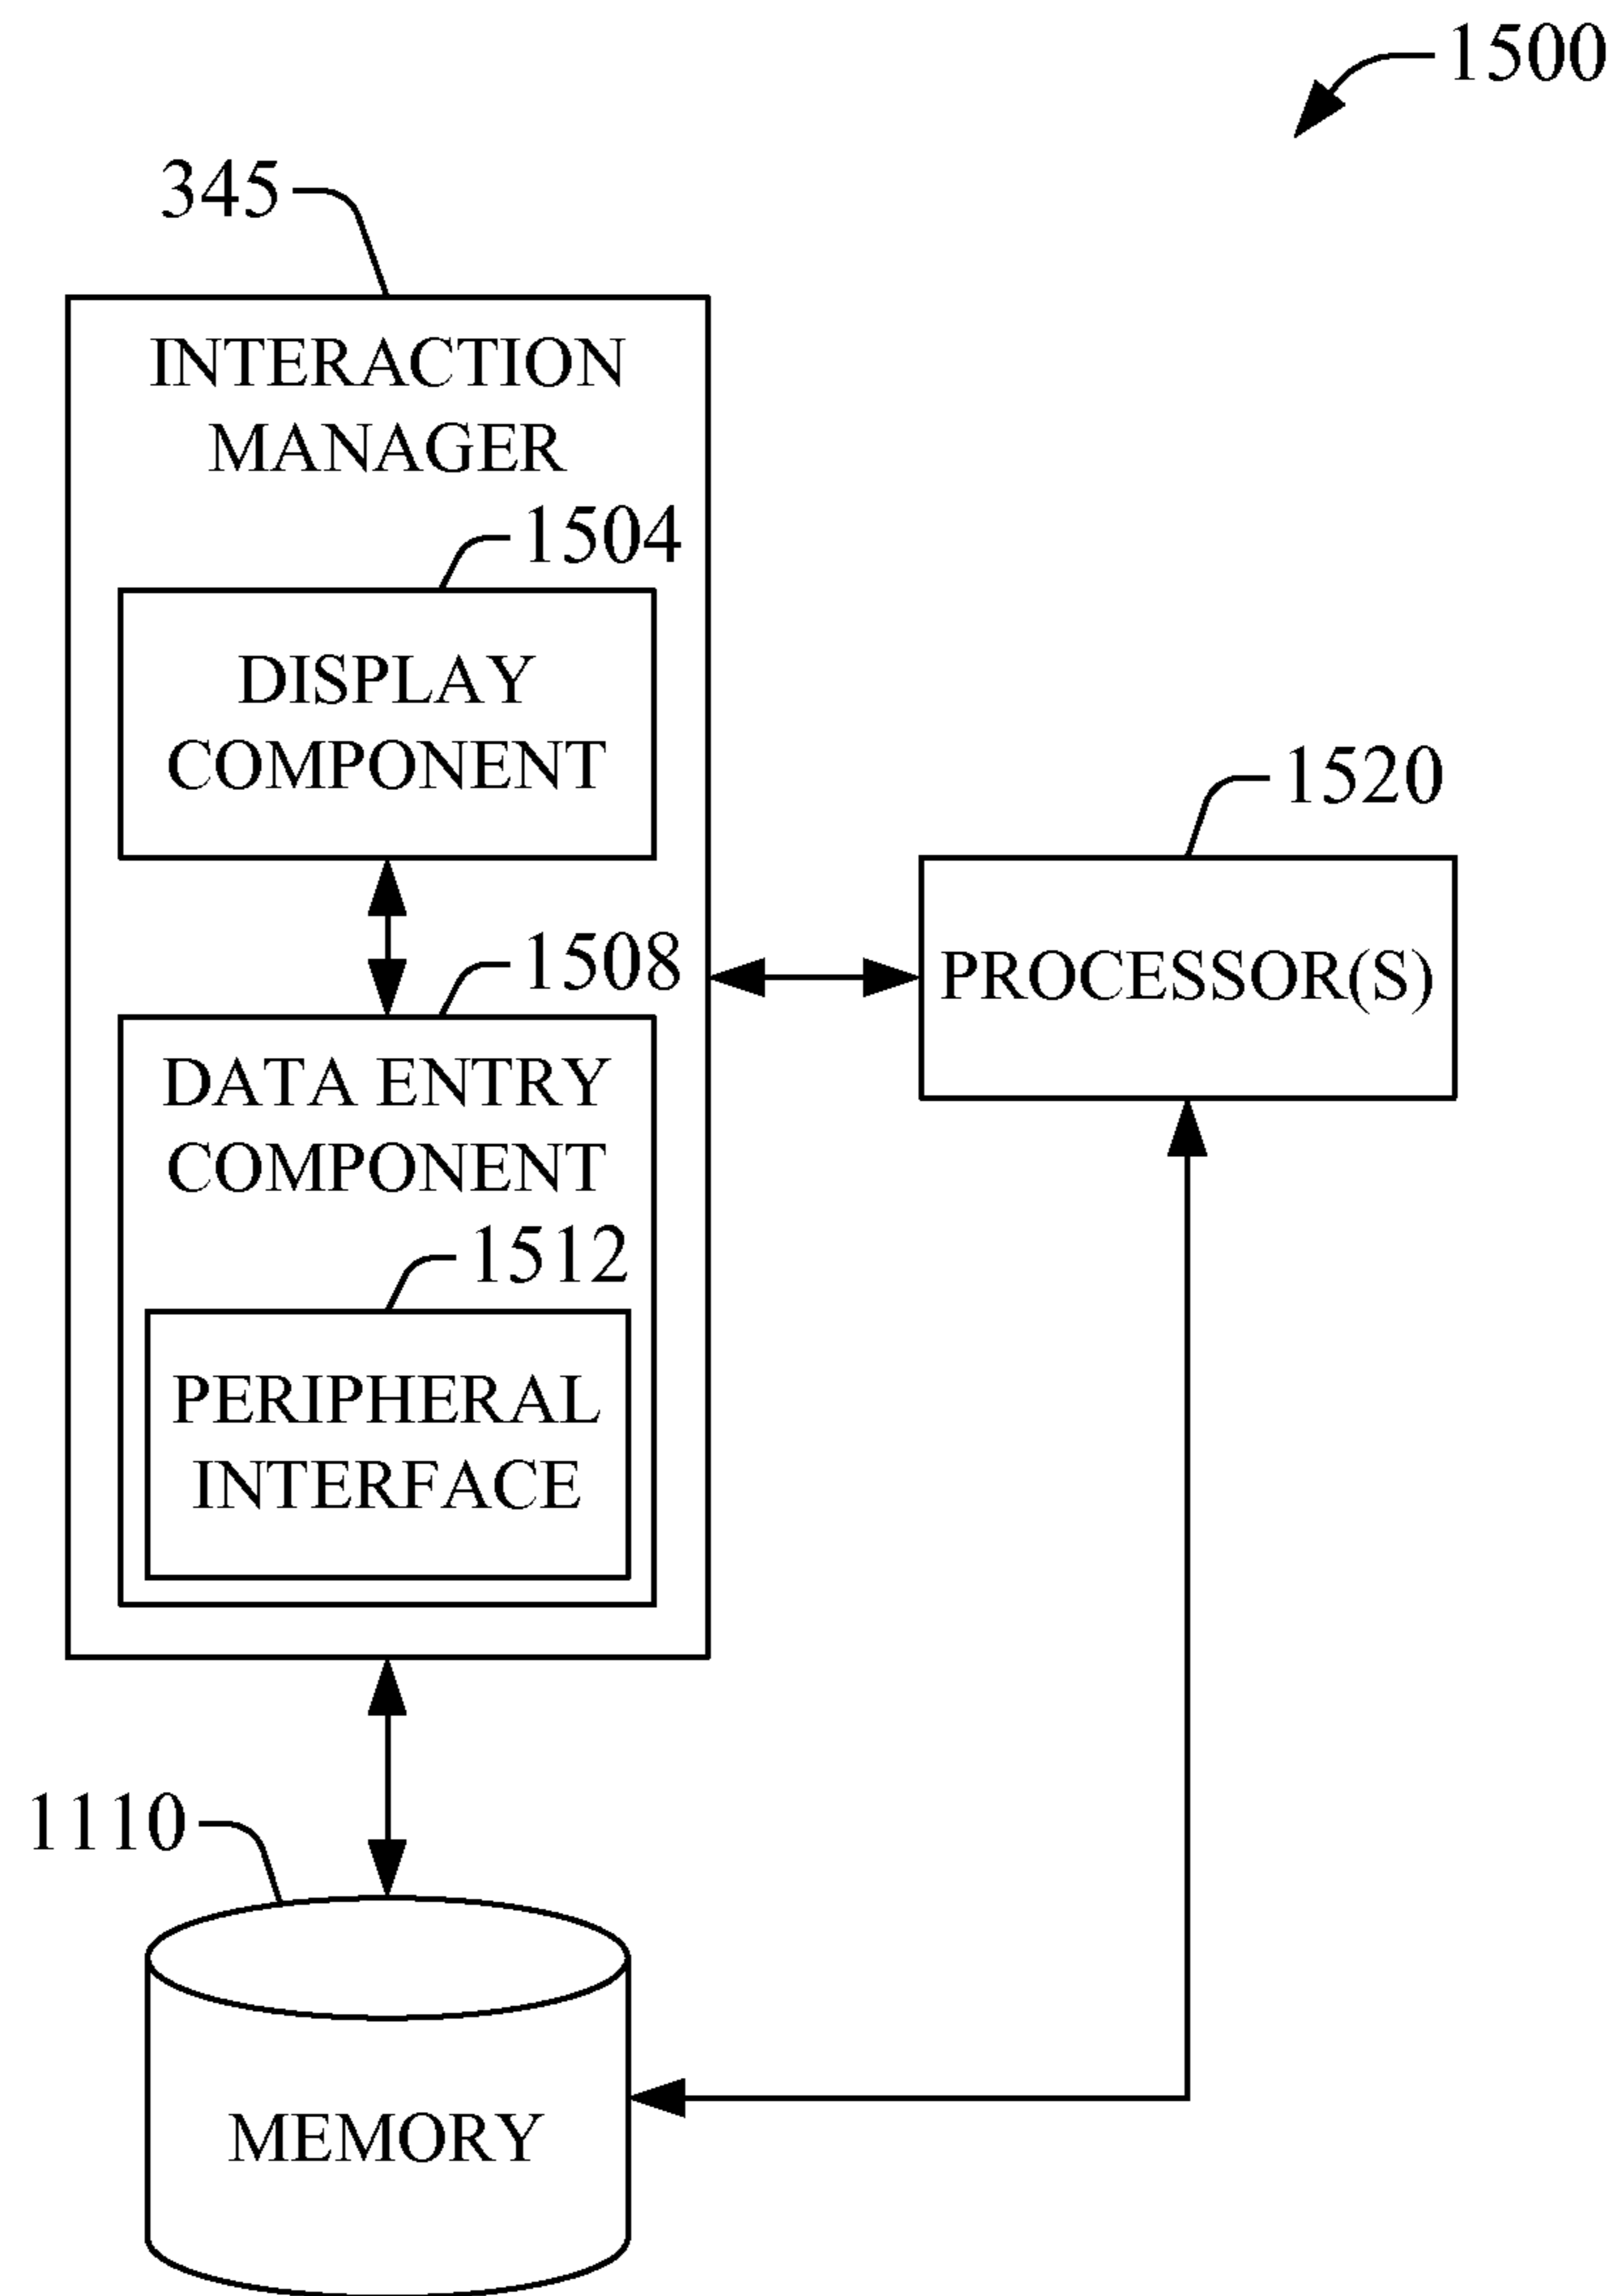 1500
345
INTERACTION
MANAGER
1504
DISPLAY
COMPONENT
1520
1508
PROCESSOR(S)
DATA ENTRY
COMPONENT
1512
PERIPHERAL
INTERFACE
1110
MEMORY